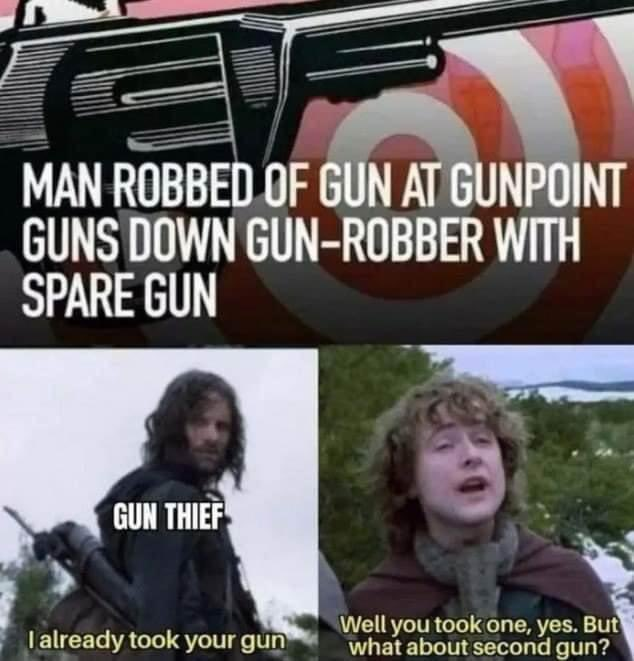 MAN ROBBED OF GUN AT GUNPOINT
GUNS DOWN GUN-ROBBER WITH
SPARE GUN
GUN THIEF
I already took your gun
Well you took one, yes. But
what about second gun?